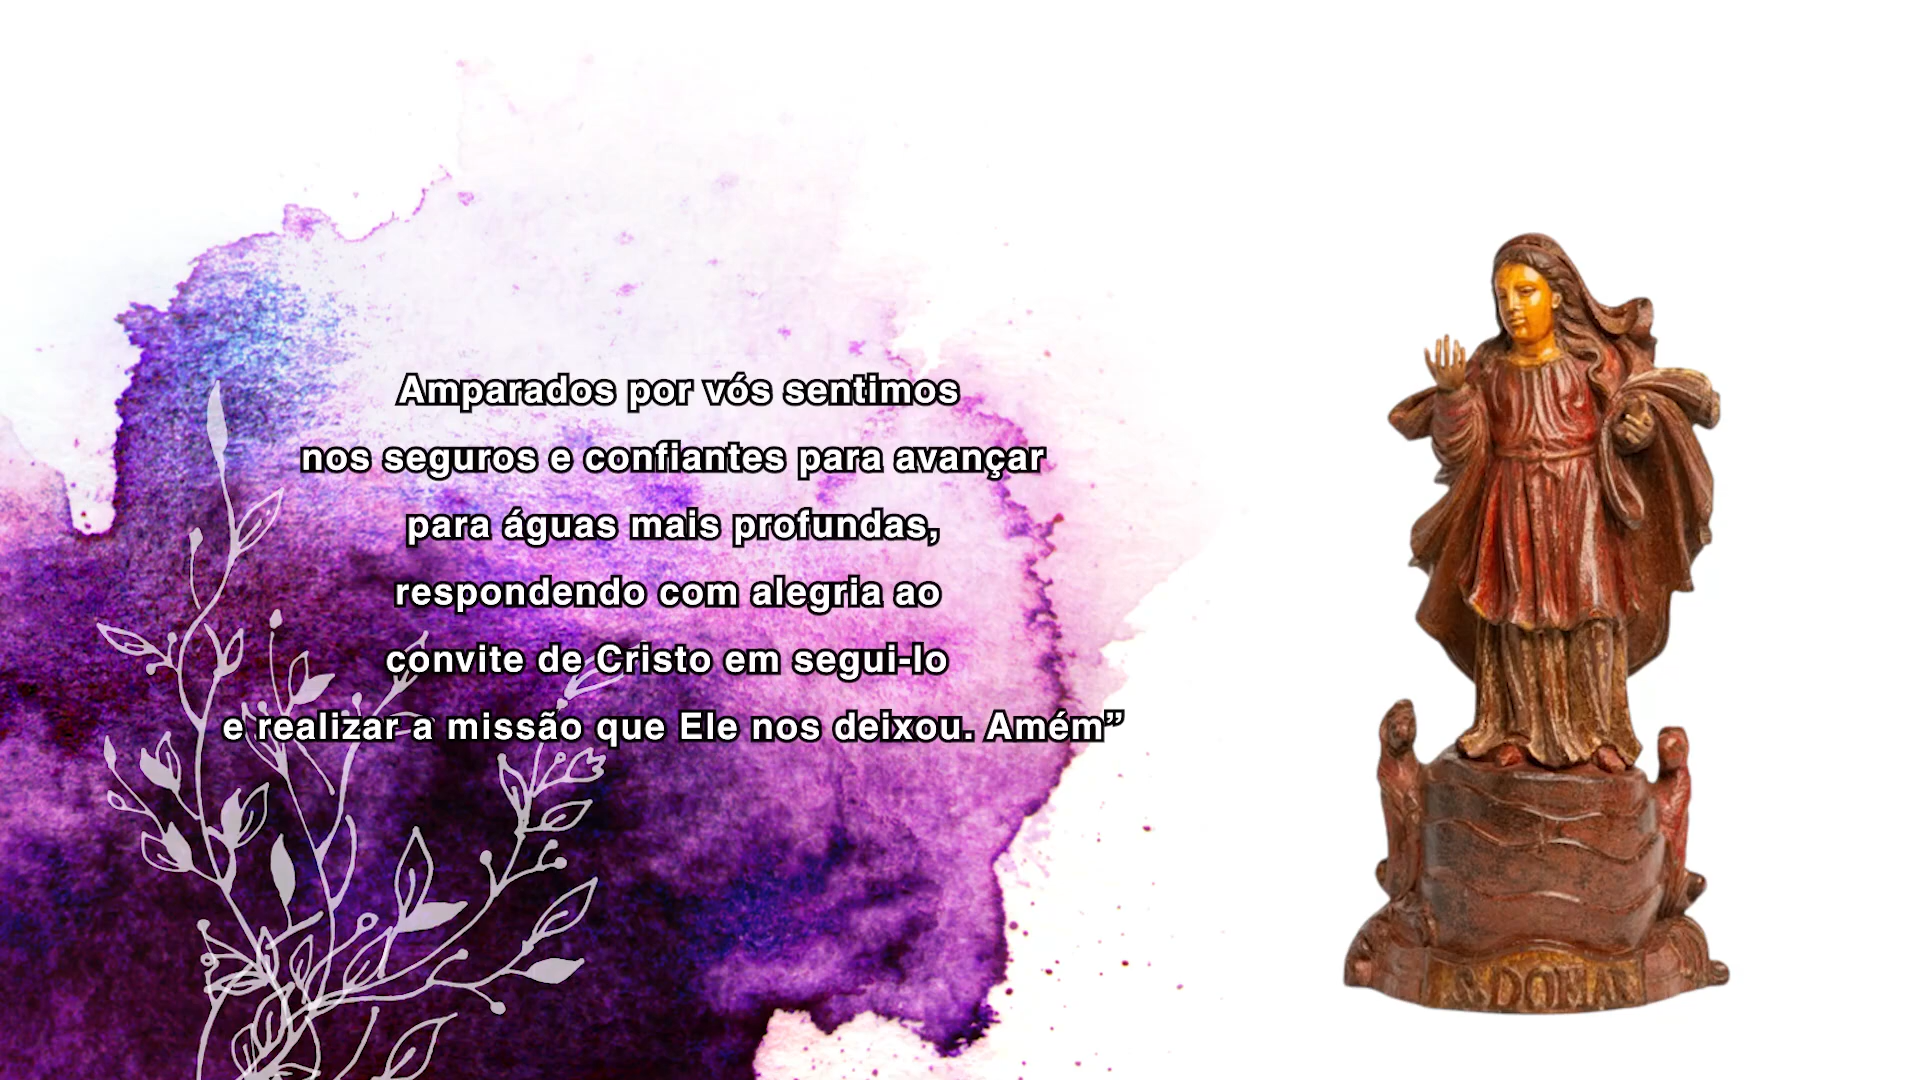 Amparados por vós sentimos
nos seguros e confiantes para avançar
para águas mais profundas,
respondendo com alegria ao
convite de Cristo em segui-lo
e realizar a missão que Ele nos deixou. Amém”